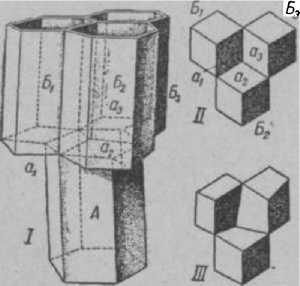 Б₁ Б₂ Б₃
а₃
а₁ а₂
А
I
Б₁ Б₃
а₁ а₂ а₃
Б₂
II
III